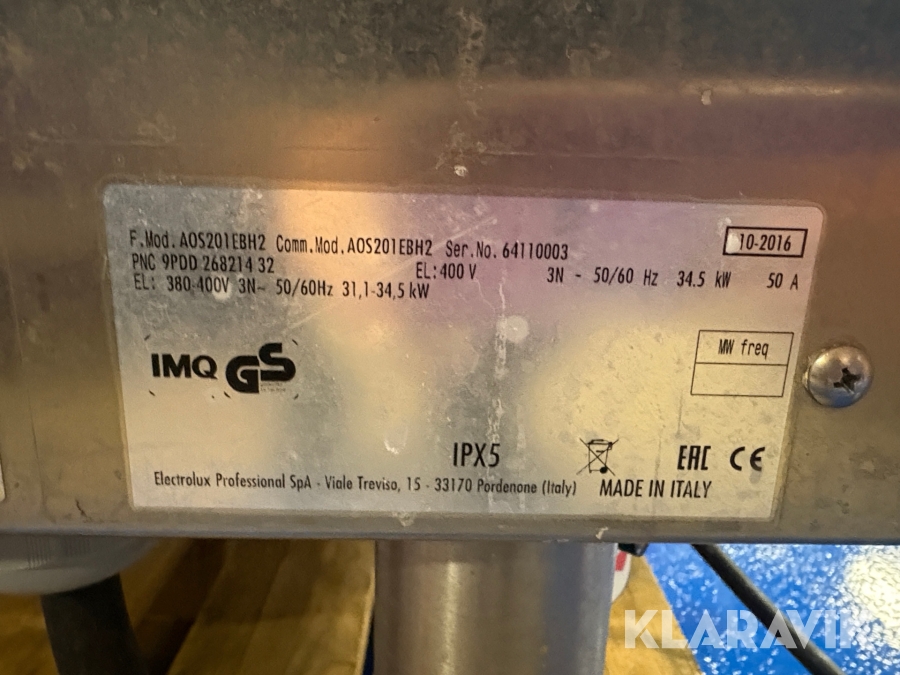 F.Mod. AOS201EBH2 Comm.Mod. AOS201EBH2 Ser.No. 64110003
10-2016
PNC 9PDD 268214 32 EL: 400 V 3N ~ 50/60 Hz 34.5 kW 50 A
EL: 380-400V 3N~ 50/60Hz 31,1-34,5 kW
MW freq
IMQ GS
IPX5
EAC CE
Electrolux Professional SpA - Viale Treviso, 15 - 33170 Pordenone (Italy) MADE IN ITALY
KLARAVIK